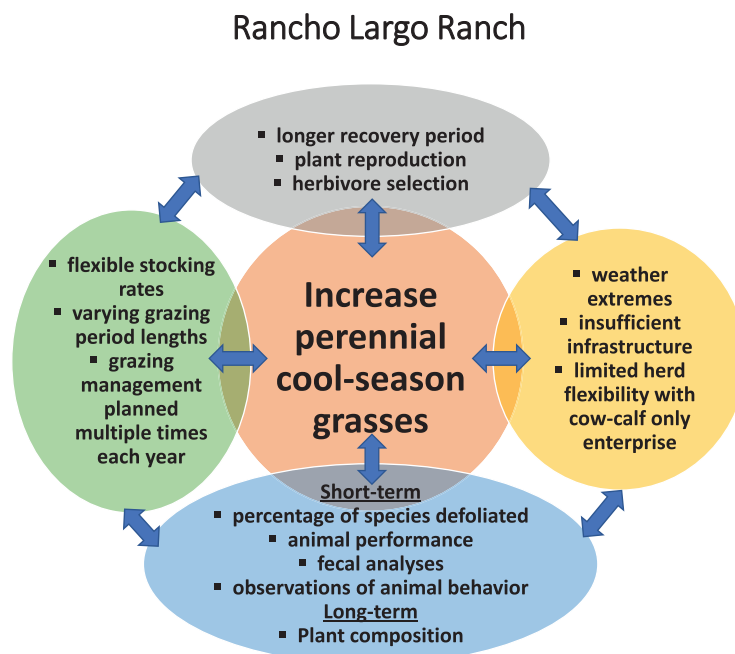 Rancho Largo Ranch
▪ longer recovery period
▪ plant reproduction
▪ herbivore selection
▪ flexible stocking
rates
▪ varying grazing
period lengths
▪ grazing
management
planned
multiple times
each year
Increase
perennial
cool-season
grasses
▪ weather
extremes
▪ insufficient
infrastructure
▪ limited herd
flexibility with
cow-calf only
enterprise
Short-term
▪ percentage of species defoliated
▪ animal performance
▪ fecal analyses
▪ observations of animal behavior
Long-term
▪ Plant composition